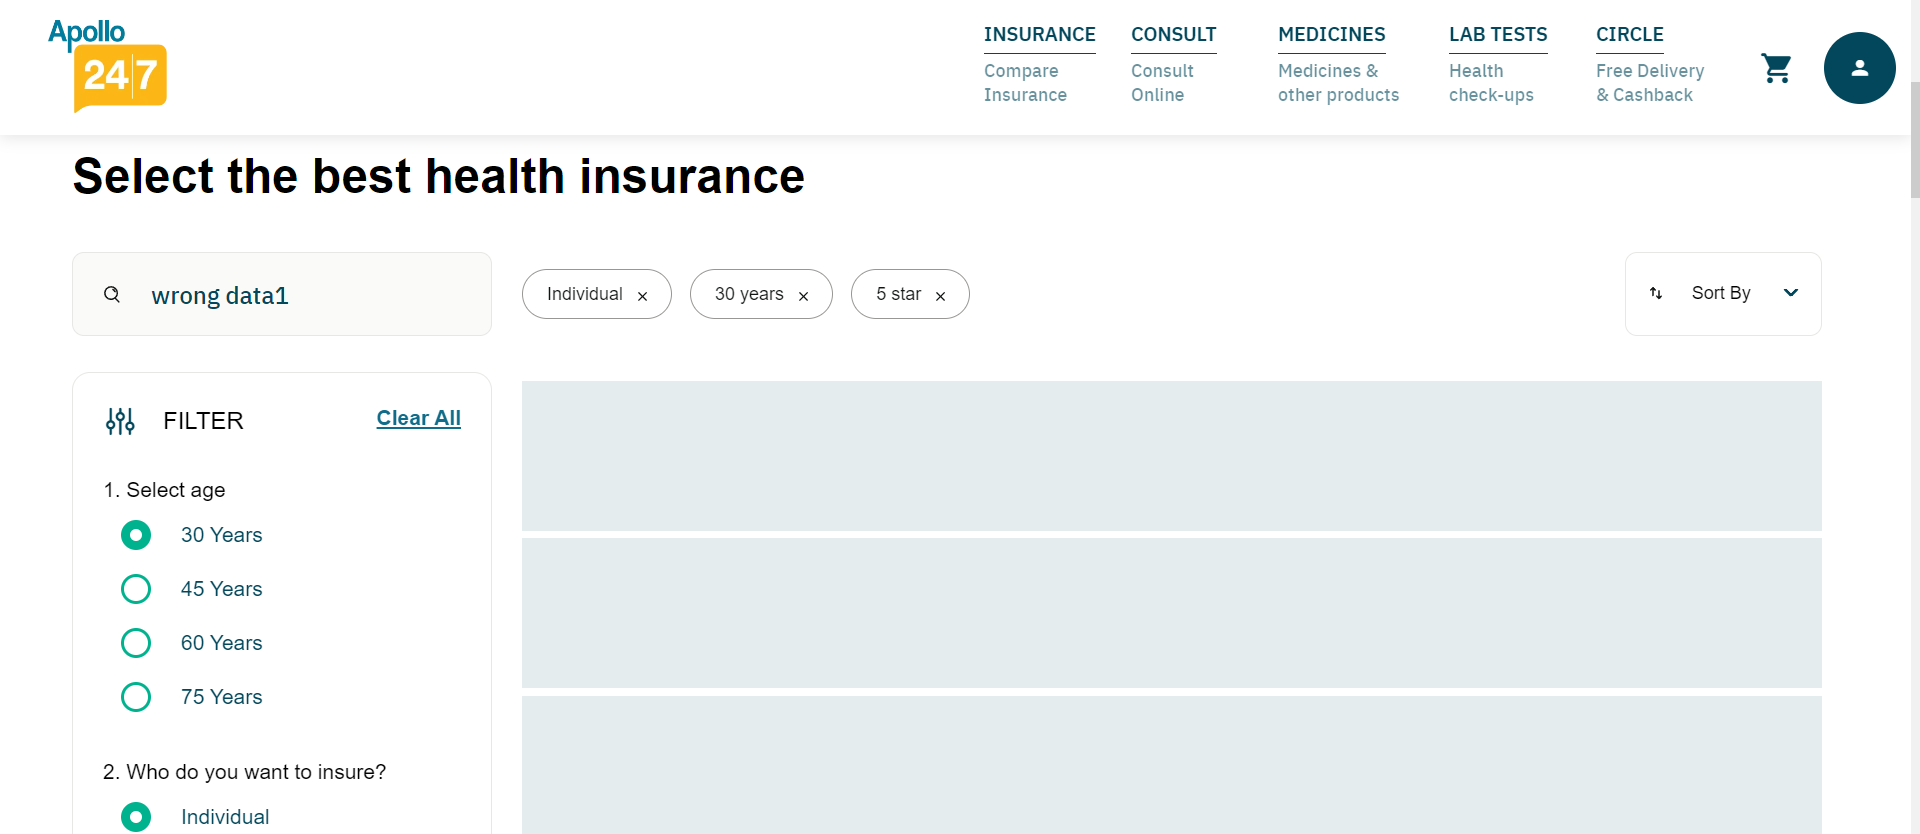 Apollo
24|7
INSURANCE
Compare
Insurance
CONSULT
Consult
Online
MEDICINES
Medicines &
other products
LAB TESTS
Health
check-ups
CIRCLE
Free Delivery
& Cashback
Select the best health insurance
wrong data1
Individual ×
30 years ×
5 star ×
Sort By
FILTER
Clear All
1. Select age
30 Years
45 Years
60 Years
75 Years
2. Who do you want to insure?
Individual